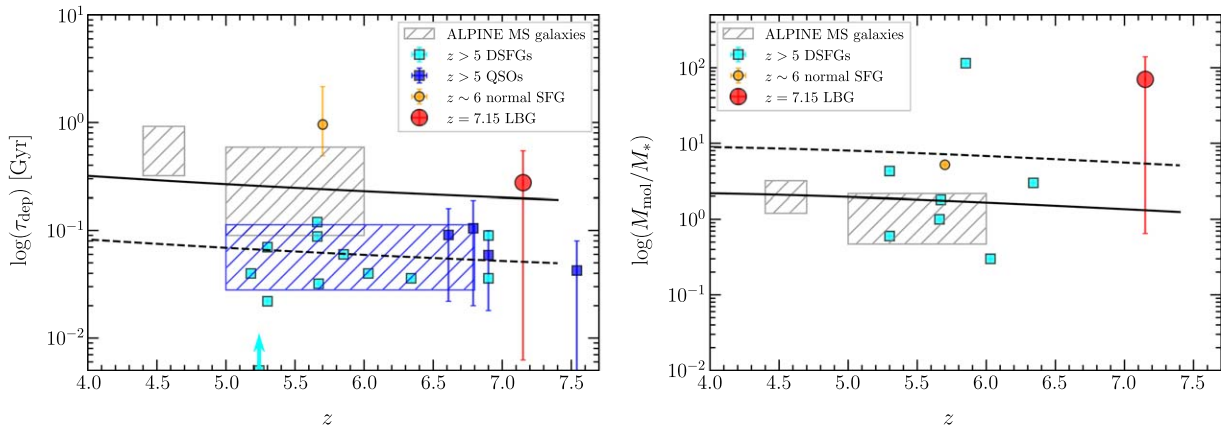 10¹
10⁰
10⁻¹
10⁻²
log(τ_dep) [Gyr]
ALPINE MS galaxies
z > 5 DSFGs
z > 5 QSOs
z ∼ 6 normal SFG
z = 7.15 LBG
4.0 4.5 5.0 5.5 6.0 6.5 7.0 7.5
z
10²
10¹
10⁰
10⁻¹
10⁻²
log(M_mol/M_*)
ALPINE MS galaxies
z > 5 DSFGs
z ∼ 6 normal SFG
z = 7.15 LBG
4.0 4.5 5.0 5.5 6.0 6.5 7.0 7.5
z